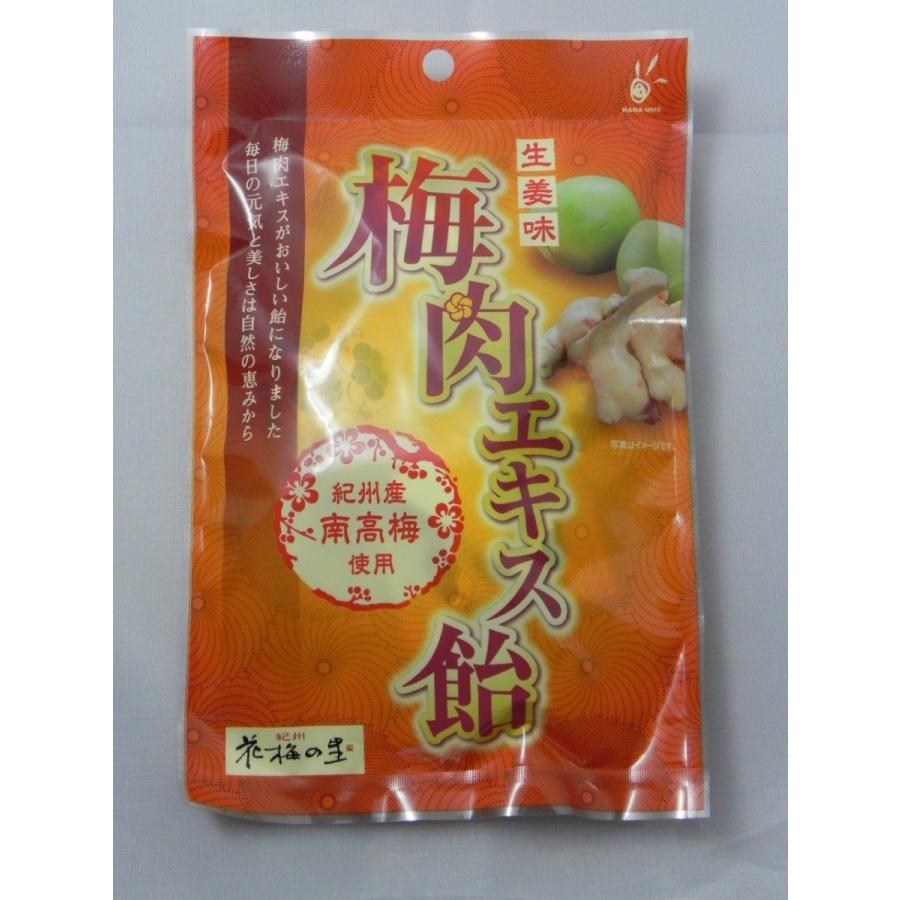 HANA-UME
生姜味
梅肉エキス飴
梅肉エキスがおいしい飴になりました
毎日の元気と美しさは自然の恵みから
写真はイメージです。
紀州産
南高梅
使用
紀州
花梅の里